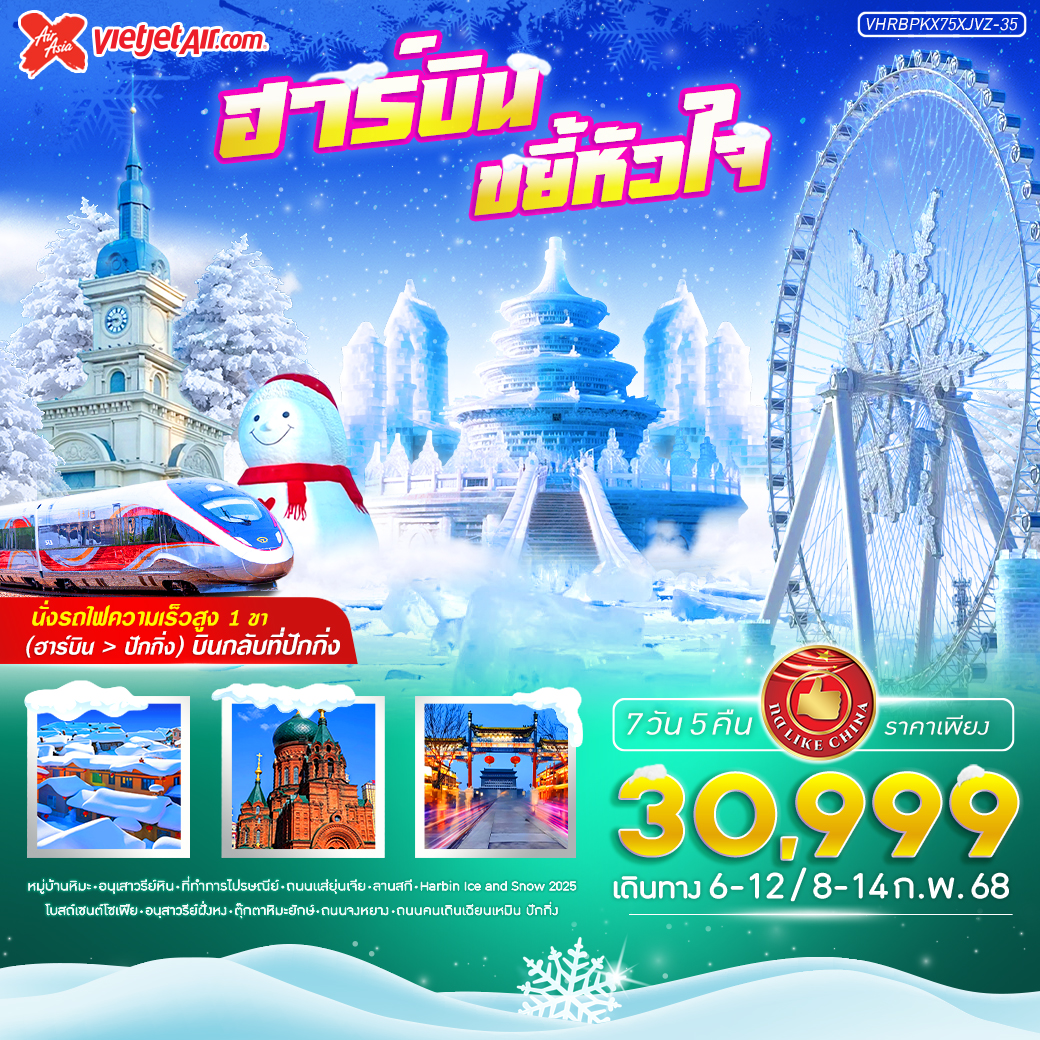 Air Asia
vietjetAir.com
VHRBPKX75XJVZ-35
ฮาร์บิน
ขยี้หัวใจ
นั่งรถไฟความเร็วสูง 1 ขา
(ฮาร์บิน > ปักกิ่ง) บินกลับที่ปักกิ่ง
7 วัน 5 คืน
กด LIKE CHINA
ราคาเพียง
30,999
เดินทาง 6-12 / 8-14 ก.พ. 68
หมู่บ้านหิมะ • อนุเสาวรีย์หิน • ที่ทำการไปรษณีย์ • ถนนแส่ยุ่นเจีย • ลานสกี • Harbin Ice and Snow 2025
โบสถ์เซนต์โซเฟีย • อนุสาวรีย์ฝั่งหง • ตุ๊กตาหิมะยักษ์ • ถนนจงหยาง • ถนนคนเดินเฉียนเหมิน ปักกิ่ง